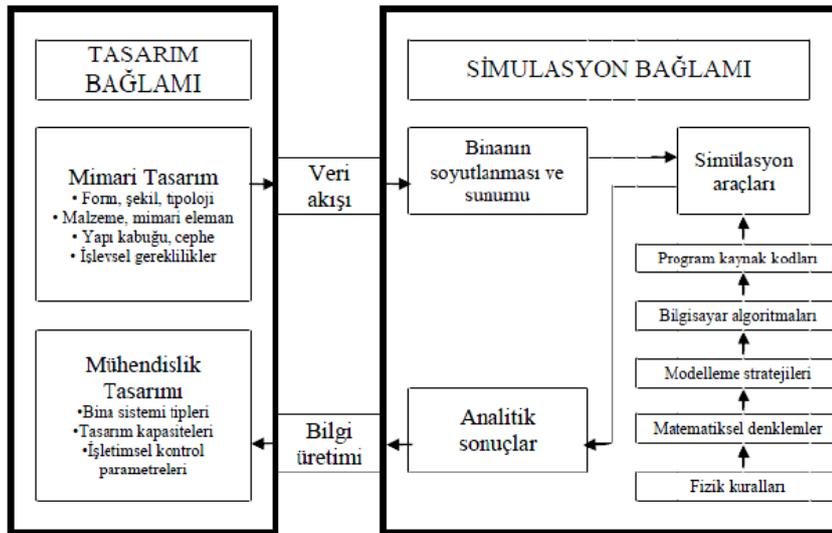 TASARIM
BAĞLAMI
Mimari Tasarım
• Form, şekil, tipoloji
• Malzeme, mimari eleman
• Yapı kabuğu, cephe
• İşlevsel gereklilikler
Mühendislik
Tasarımı
•Bina sistemi tipleri
•Tasarım kapasiteleri
•İşletimsel kontrol
parametreleri
Veri
akışı
Bilgi
üretimi
SİMULASYON BAĞLAMI
Binanın
soyutlanması ve
sunumu
Simülasyon
araçları
Program kaynak kodları
Bilgisayar algoritmaları
Modelleme stratejileri
Matematiksel denklemler
Fizik kuralları
Analitik
sonuçlar